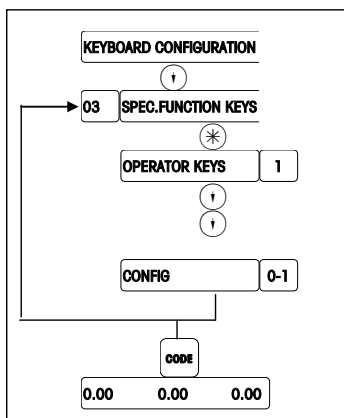 KEYBOARD CONFIGURATION
03 SPEC.FUNCTION KEYS
OPERATOR KEYS 1
CONFIG 0-1
CODE
0.00 0.00 0.00